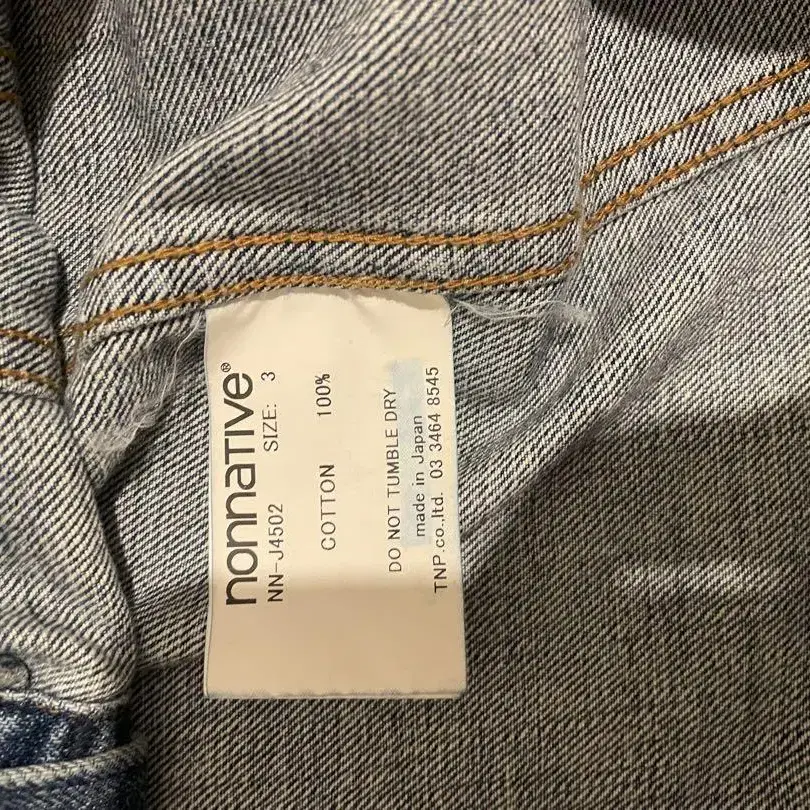 nonnative®
NN-J4502 SIZE: 3
COTTON 100%
DO NOT TUMBLE DRY
made in Japan
TNP.co.,ltd. 03 3464 8545